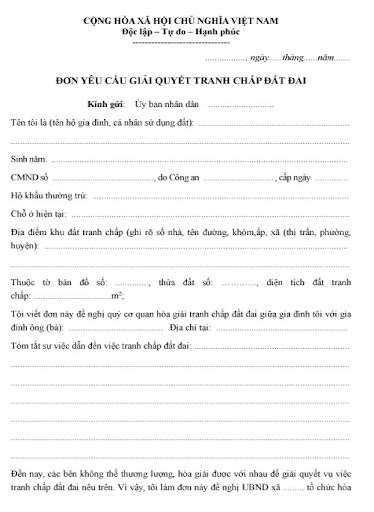 CỘNG HÒA XÃ HỘI CHỦ NGHĨA VIỆT NAM
Độc lập – Tự do – Hạnh phúc
--------------------------------
.................., ngày......tháng......năm......
ĐƠN YÊU CẦU GIẢI QUYẾT TRANH CHẤP ĐẤT ĐAI
Kính gửi: Ủy ban nhân dân ........................
Tên tôi là (tên hộ gia đình, cá nhân sử dụng đất): ........................................................
..............................................................................................................................
Sinh năm: ..............................................................................................................
CMND số ....................................., do Công an ........................, cấp ngày ..............
Hộ khẩu thường trú: ................................................................................................
Chỗ ở hiện tại: ........................................................................................................
Địa điểm khu đất tranh chấp (ghi rõ số nhà, tên đường, khóm,ấp, xã (thị trấn, phường,
huyện): ..................................................................................................................
..............................................................................................................................
Thuộc tờ bản đồ số: ..............., thửa đất số: ............, diện tích đất tranh
chấp: ............................m2;
Tôi viết đơn này đề nghị quý cơ quan hòa giải tranh chấp đất đai giữa gia đình tôi với gia
đình ông (bà): ........................... Địa chỉ tại: ..................................................
Tóm tắt sự việc dẫn đến việc tranh chấp đất đai: ........................................................
..............................................................................................................................
..............................................................................................................................
..............................................................................................................................
..............................................................................................................................
..............................................................................................................................
..............................................................................................................................
Đến nay, các bên không thể thương lượng, hòa giải được với nhau để giải quyết vụ việc
tranh chấp đất đai nêu trên. Vì vậy, tôi làm đơn này đề nghị UBND xã ......... tổ chức hòa